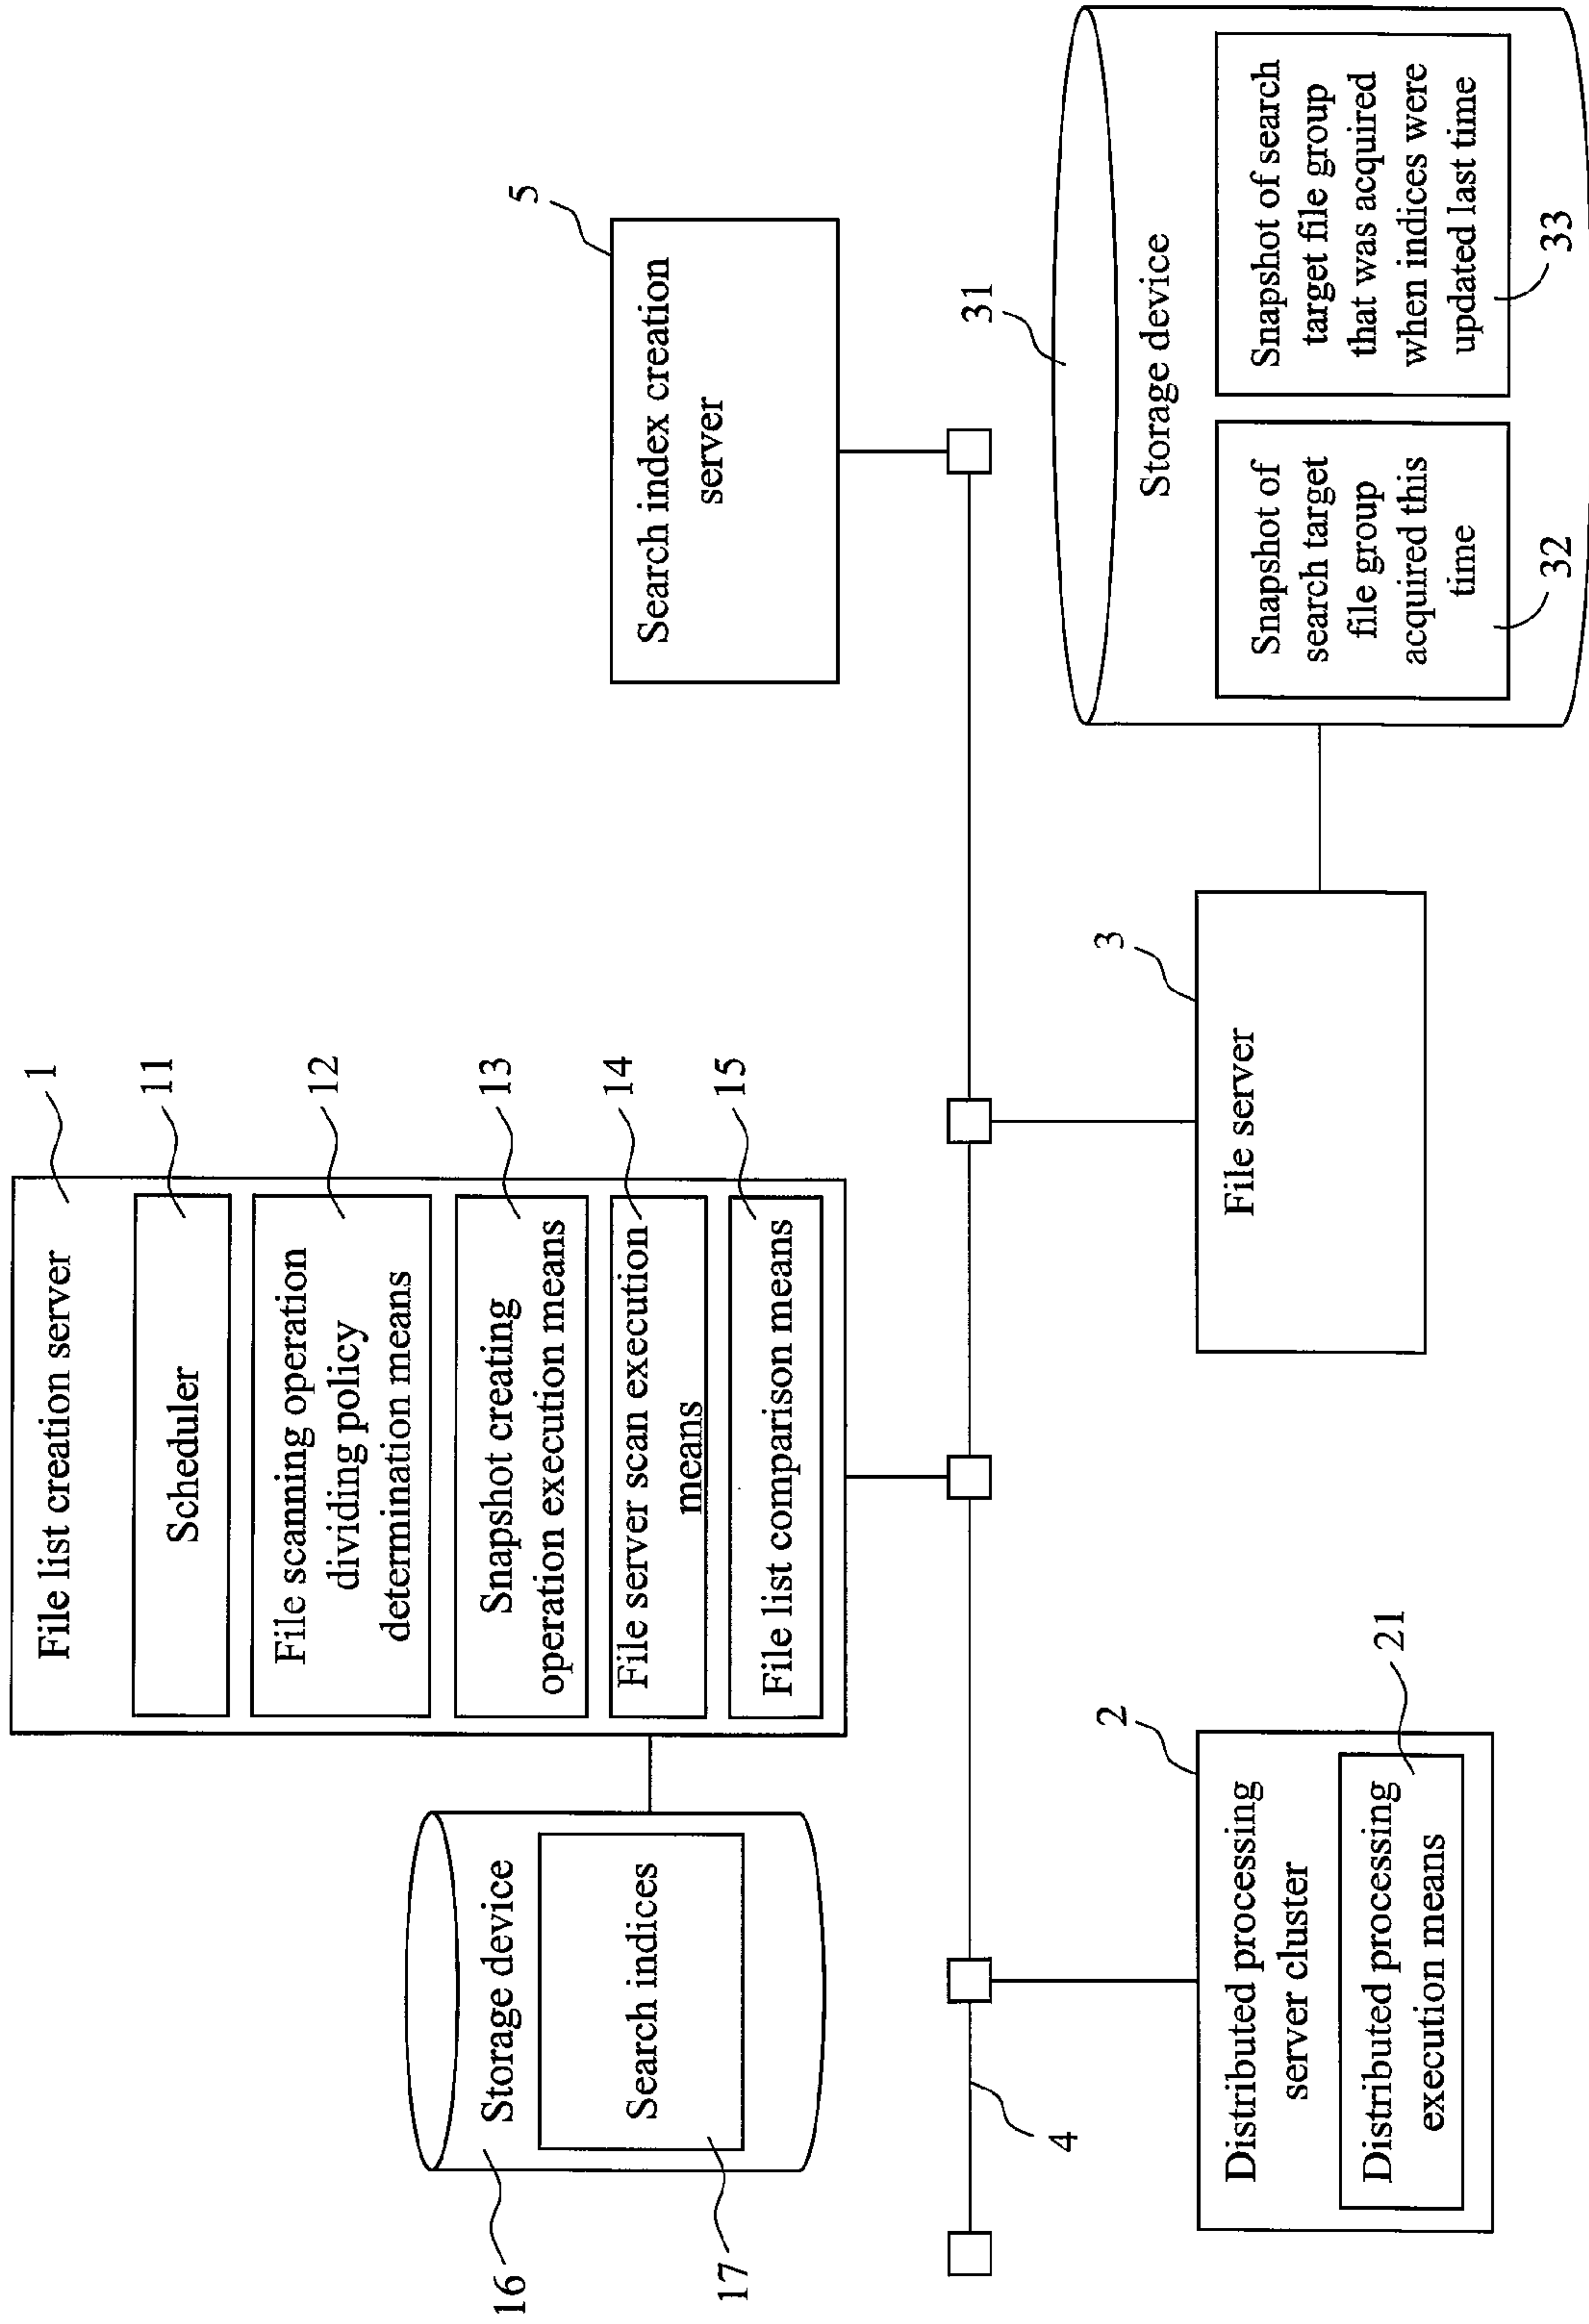 File list creation server
1
Scheduler
11
File scanning operation
dividing policy
determination means
12
Snapshot creating
operation execution means
13
File server scan execution
means
14
File list comparison means
15
Storage device
Search indices
16
17
Search index creation
server
5
4
Distributed processing
server cluster
2
Distributed processing
execution means
21
File server
3
31
Storage device
Snapshot of
search target
file group
acquired this
time
32
Snapshot of search
target file group
that was acquired
when indices were
updated last time
33